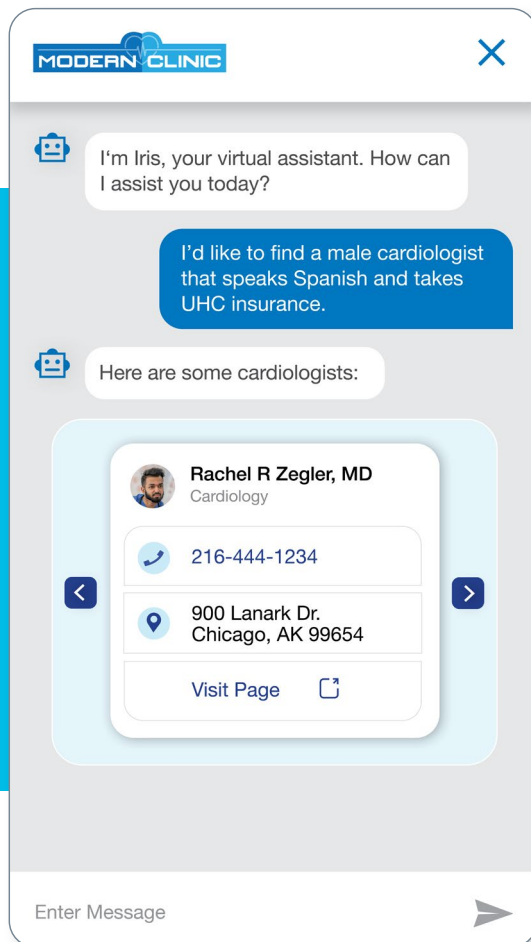 MODERN CLINIC
I'm Iris, your virtual assistant. How can
I assist you today?
I'd like to find a male cardiologist
that speaks Spanish and takes
UHC insurance.
Here are some cardiologists:
Rachel R Zegler, MD
Cardiology
216-444-1234
900 Lanark Dr.
Chicago, AK 99654
Visit Page
Enter Message